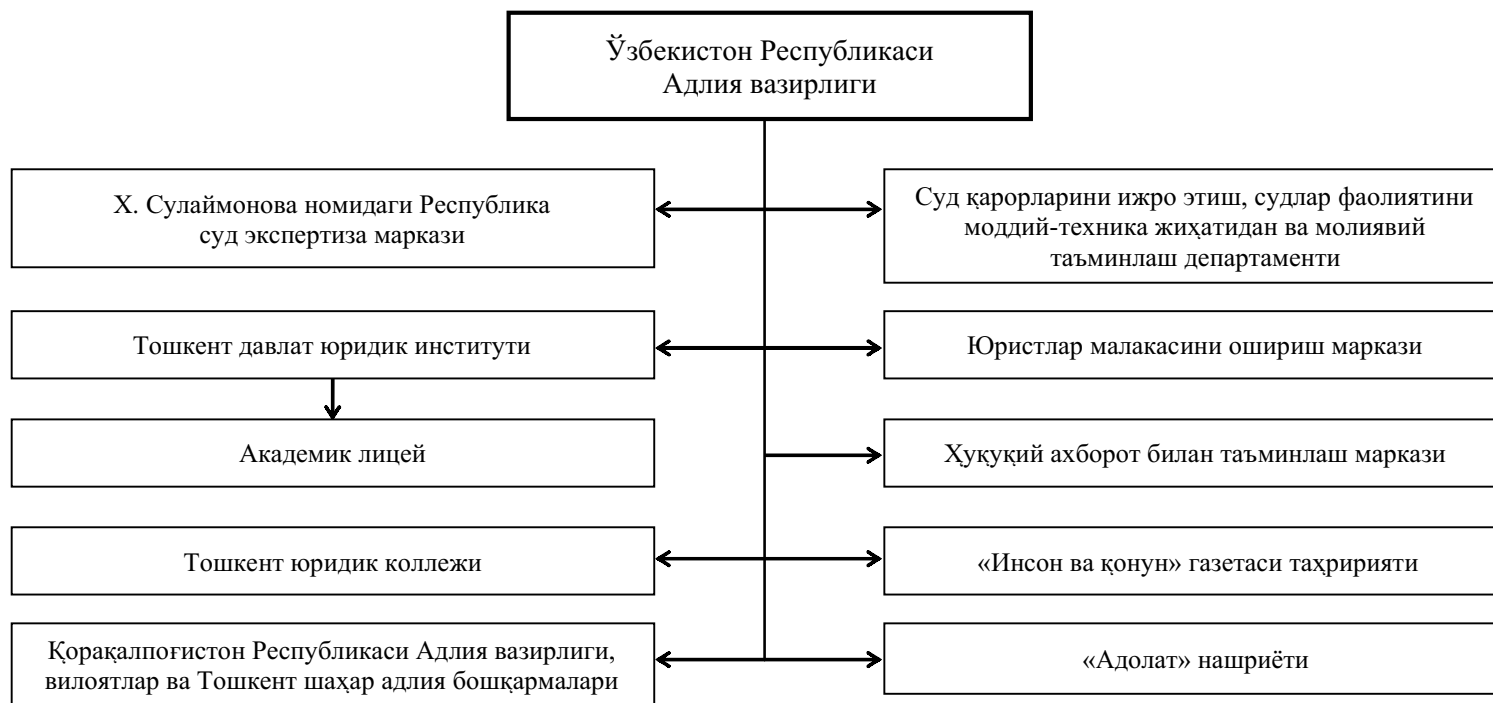 Ўзбекистон Республикаси
Адлия вазирлиги
Х. Сулаймонова номидаги Республика
суд экспертиза маркази
Суд қарорларини ижро этиш, судлар фаолиятини
моддий-техника жиҳатидан ва молиявий
таъминлаш департаменти
Тошкент давлат юридик институти
Юристлар малакасини ошириш маркази
Академик лицей
Ҳуқуқий ахборот билан таъминлаш маркази
Тошкент юридик коллежи
«Инсон ва қонун» газетаси таҳририяти
Қорақалпоғистон Республикаси Адлия вазирлиги,
вилоятлар ва Тошкент шаҳар адлия бошқармалари
«Адолат» нашриёти